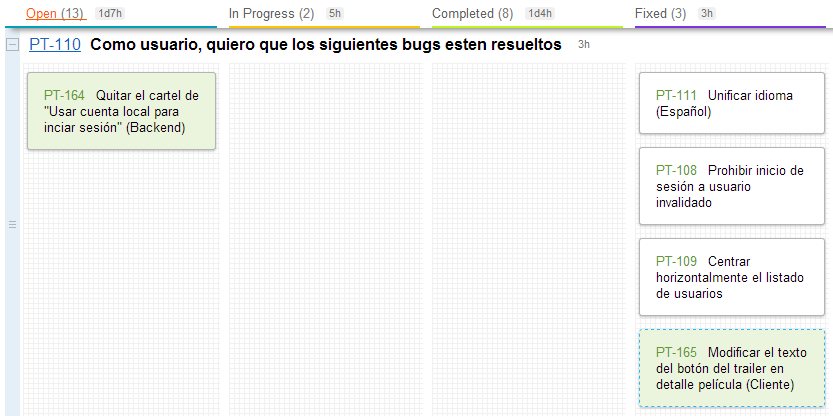 Open (13) 1d7h In Progress (2) 5h Completed (8) 1d4h Fixed (3) 3h
PT-110 Como usuario, quiero que los siguientes bugs esten resueltos 3h
PT-164 Quitar el cartel de
"Usar cuenta local para
inciar sesión" (Backend)
PT-111 Unificar idioma
(Español)
PT-108 Prohibir inicio de
sesión a usuario
invalidado
PT-109 Centrar
horizontalmente el listado
de usuarios
PT-165 Modificar el texto
del botón del trailer en
detalle película (Cliente)